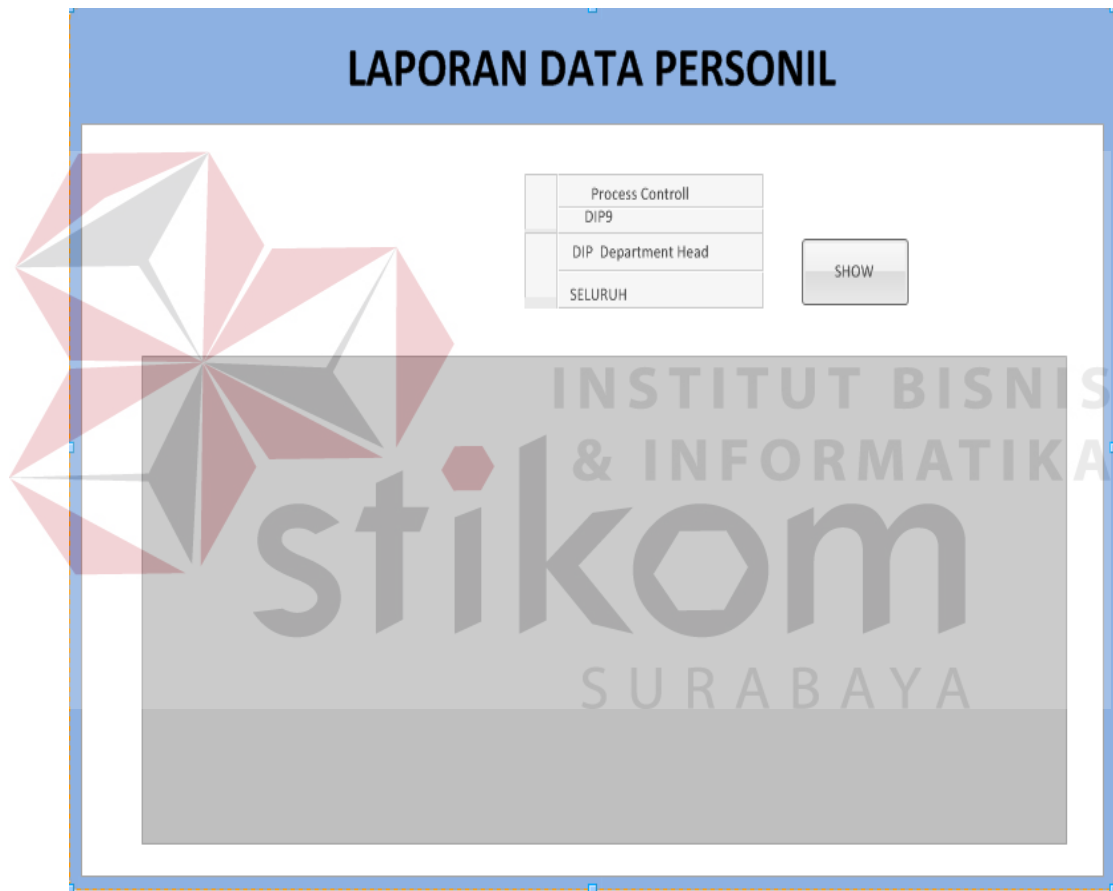 LAPORAN DATA PERSONIL
Process Controll
DIP9
DIP Department Head
SELURUH
SHOW
INSTITUT BISNIS
& INFORMATIKA
stikom
SURABAYA